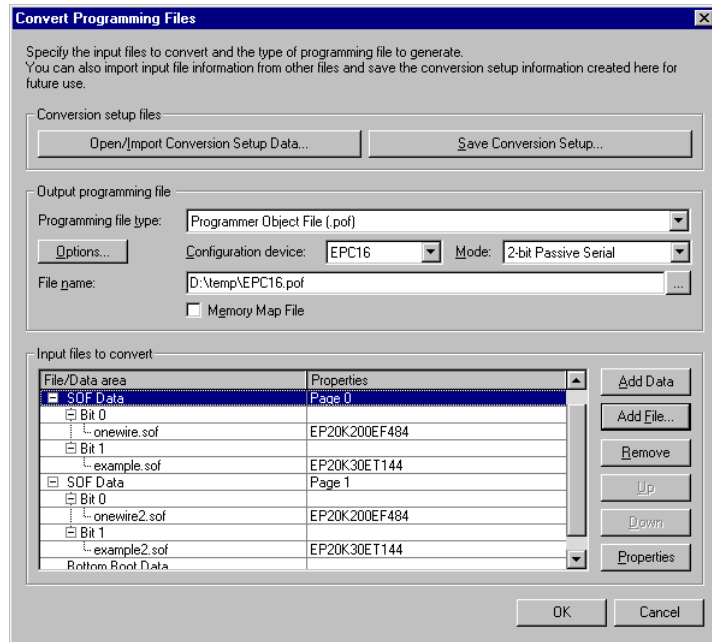 Convert Programming Files
Specify the input files to convert and the type of programming file to generate.
You can also import input file information from other files and save the conversion setup information created here for
future use.
Conversion setup files
Open/Import Conversion Setup Data...
Save Conversion Setup...
Output programming file
Programming file type:
Programmer Object File (.pof)
Options...
Configuration device:
EPC16
Mode:
2-bit Passive Serial
File name:
D:\temp\EPC16.pof
...
Memory Map File
Input files to convert
File/Data area
Properties
SOF Data
Page 0
Bit 0
onewire.sof
EP20K200EF484
Bit 1
example.sof
EP20K30ET144
SOF Data
Page 1
Bit 0
onewire2.sof
EP20K200EF484
Bit 1
example2.sof
EP20K30ET144
Bottom Boot Data
Add Data
Add File...
Remove
Up
Down
Properties
OK
Cancel